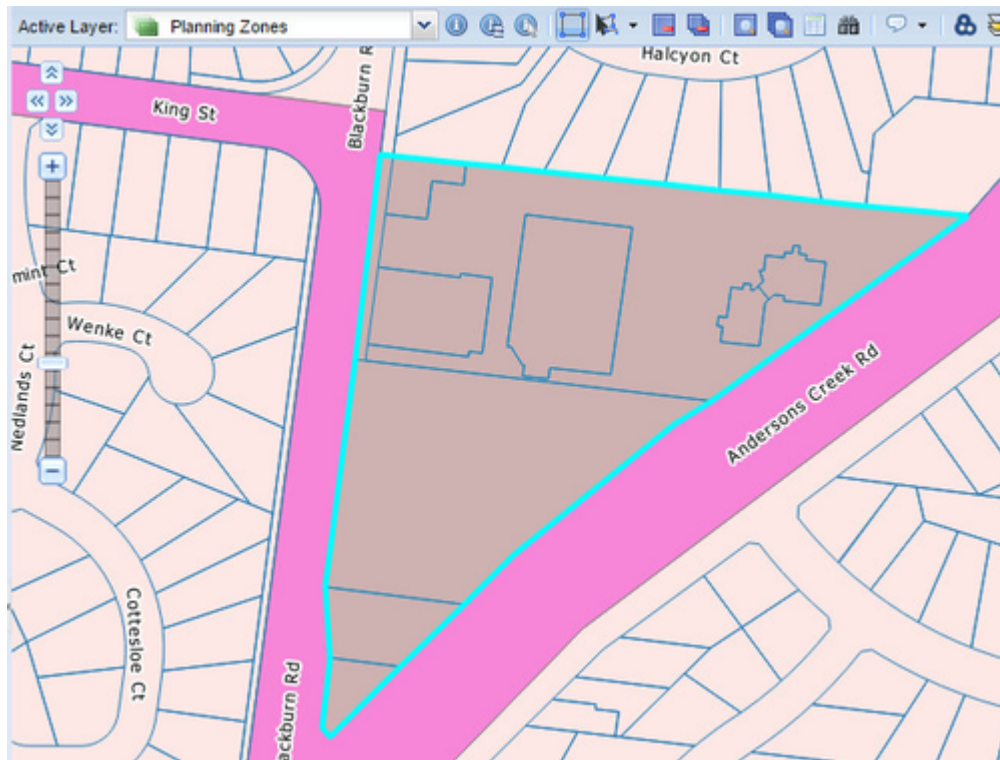 Active Layer: Planning Zones
Halcyon Ct
King St
Blackburn R
mint Ct
Wenke Ct
Nedlands Ct
Andersons Creek Rd
Cottesloe Ct
ackburn Rd